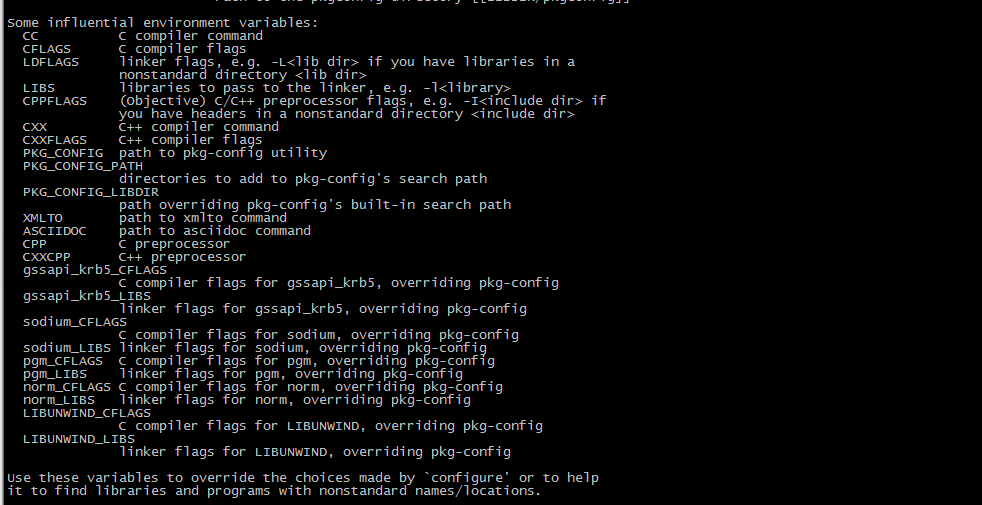 Some influential environment variables:
  CC          C compiler command
  CFLAGS      C compiler flags
  LDFLAGS     linker flags, e.g. -L<lib dir> if you have libraries in a
              nonstandard directory <lib dir>
  LIBS        libraries to pass to the linker, e.g. -l<library>
  CPPFLAGS    (Objective) C/C++ preprocessor flags, e.g. -I<include dir> if
              you have headers in a nonstandard directory <include dir>
  CXX         C++ compiler command
  CXXFLAGS    C++ compiler flags
  PKG_CONFIG  path to pkg-config utility
  PKG_CONFIG_PATH
              directories to add to pkg-config's search path
  PKG_CONFIG_LIBDIR
              path overriding pkg-config's built-in search path
  XMLTO       path to xmlto command
  ASCIIDOC    path to asciidoc command
  CPP         C preprocessor
  CXXCPP      C++ preprocessor
  gssapi_krb5_CFLAGS
              C compiler flags for gssapi_krb5, overriding pkg-config
  gssapi_krb5_LIBS
              linker flags for gssapi_krb5, overriding pkg-config
  sodium_CFLAGS
              C compiler flags for sodium, overriding pkg-config
  sodium_LIBS linker flags for sodium, overriding pkg-config
  pgm_CFLAGS  C compiler flags for pgm, overriding pkg-config
  pgm_LIBS    linker flags for pgm, overriding pkg-config
  norm_CFLAGS C compiler flags for norm, overriding pkg-config
  norm_LIBS   linker flags for norm, overriding pkg-config
  LIBUNWIND_CFLAGS
              C compiler flags for LIBUNWIND, overriding pkg-config
  LIBUNWIND_LIBS
              linker flags for LIBUNWIND, overriding pkg-config
Use these variables to override the choices made by `configure' or to help
it to find libraries and programs with nonstandard names/locations.